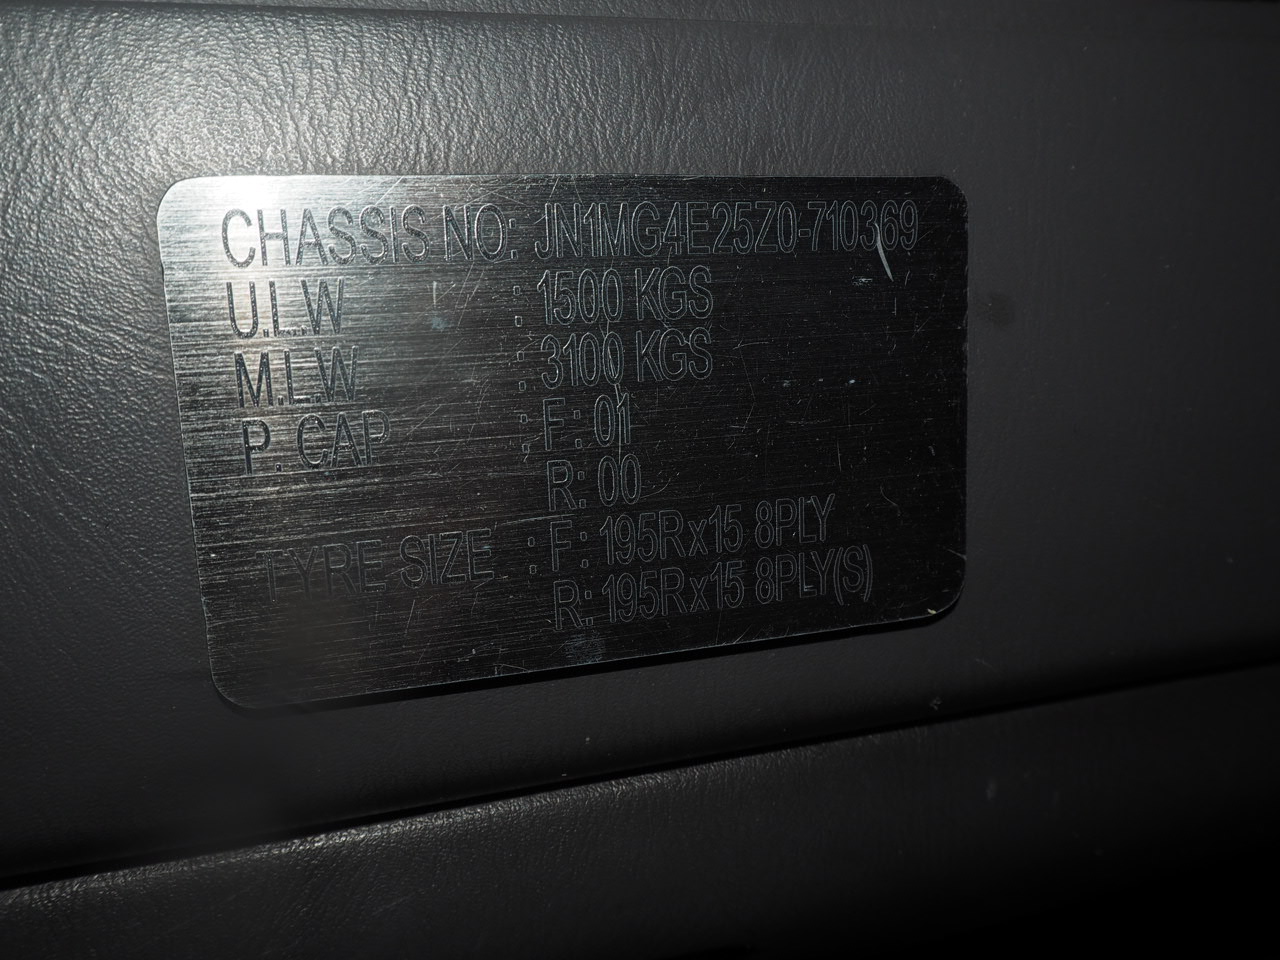 CHASSIS NO: JN1MG4E25Z0-710369
U.L.W : 1500 KGS
M.L.W : 3100 KGS
P. CAP : F: 01
R: 00
TYRE SIZE : F: 195Rx15 8PLY
R: 195Rx15 8PLY(S)